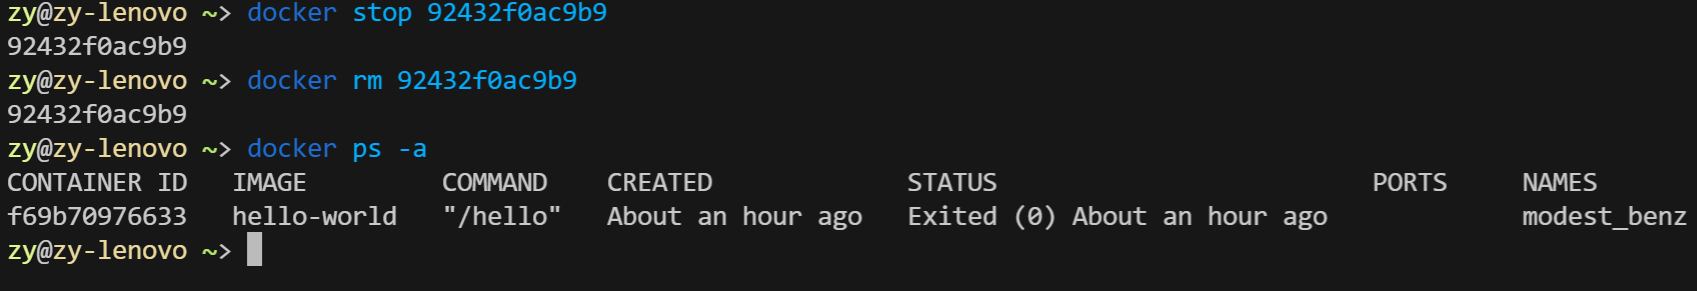 zy@zy-lenovo ~> docker stop 92432f0ac9b9
92432f0ac9b9
zy@zy-lenovo ~> docker rm 92432f0ac9b9
92432f0ac9b9
zy@zy-lenovo ~> docker ps -a
CONTAINER ID   IMAGE         COMMAND    CREATED             STATUS                         PORTS     NAMES
f69b70976633   hello-world   "/hello"   About an hour ago   Exited (0) About an hour ago             modest_benz
zy@zy-lenovo ~>